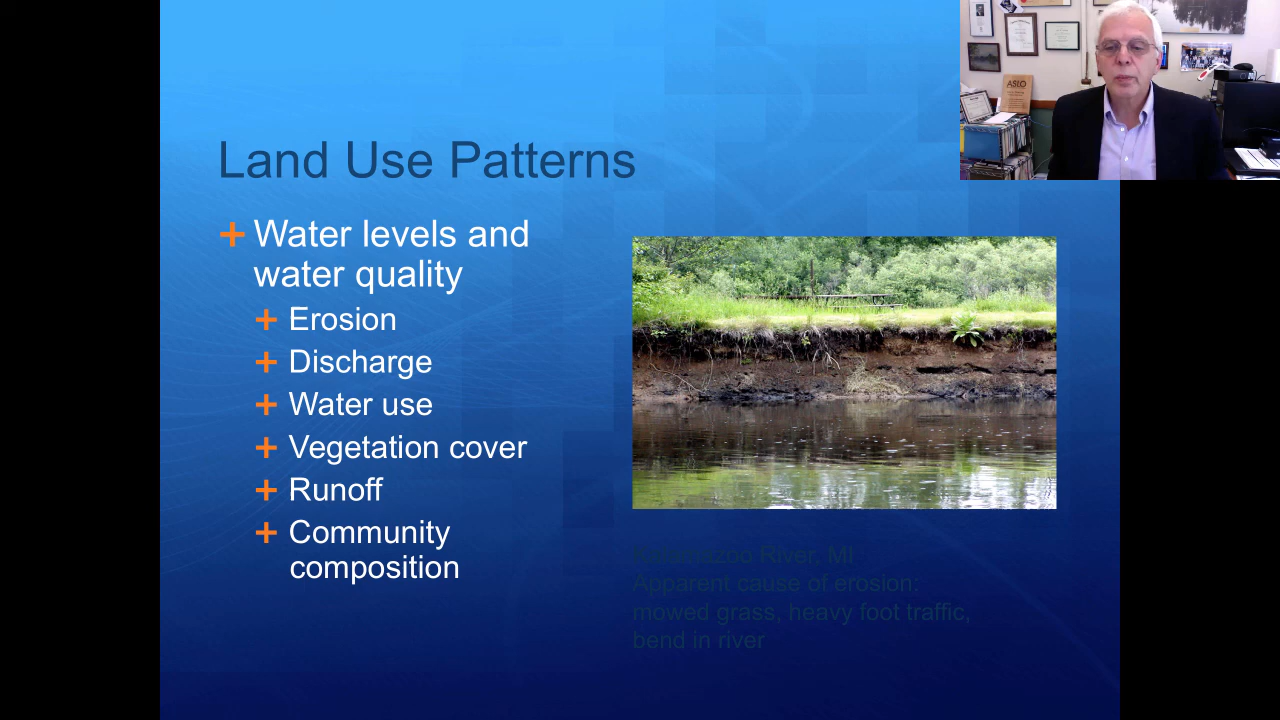 Land Use Patterns
Water levels and
water quality
Erosion
Discharge
Water use
Vegetation cover
Runoff
Community
composition
Kalamazoo River, MI
Apparent cause of erosion:
mowed grass, heavy foot traffic,
bend in river
ASLO